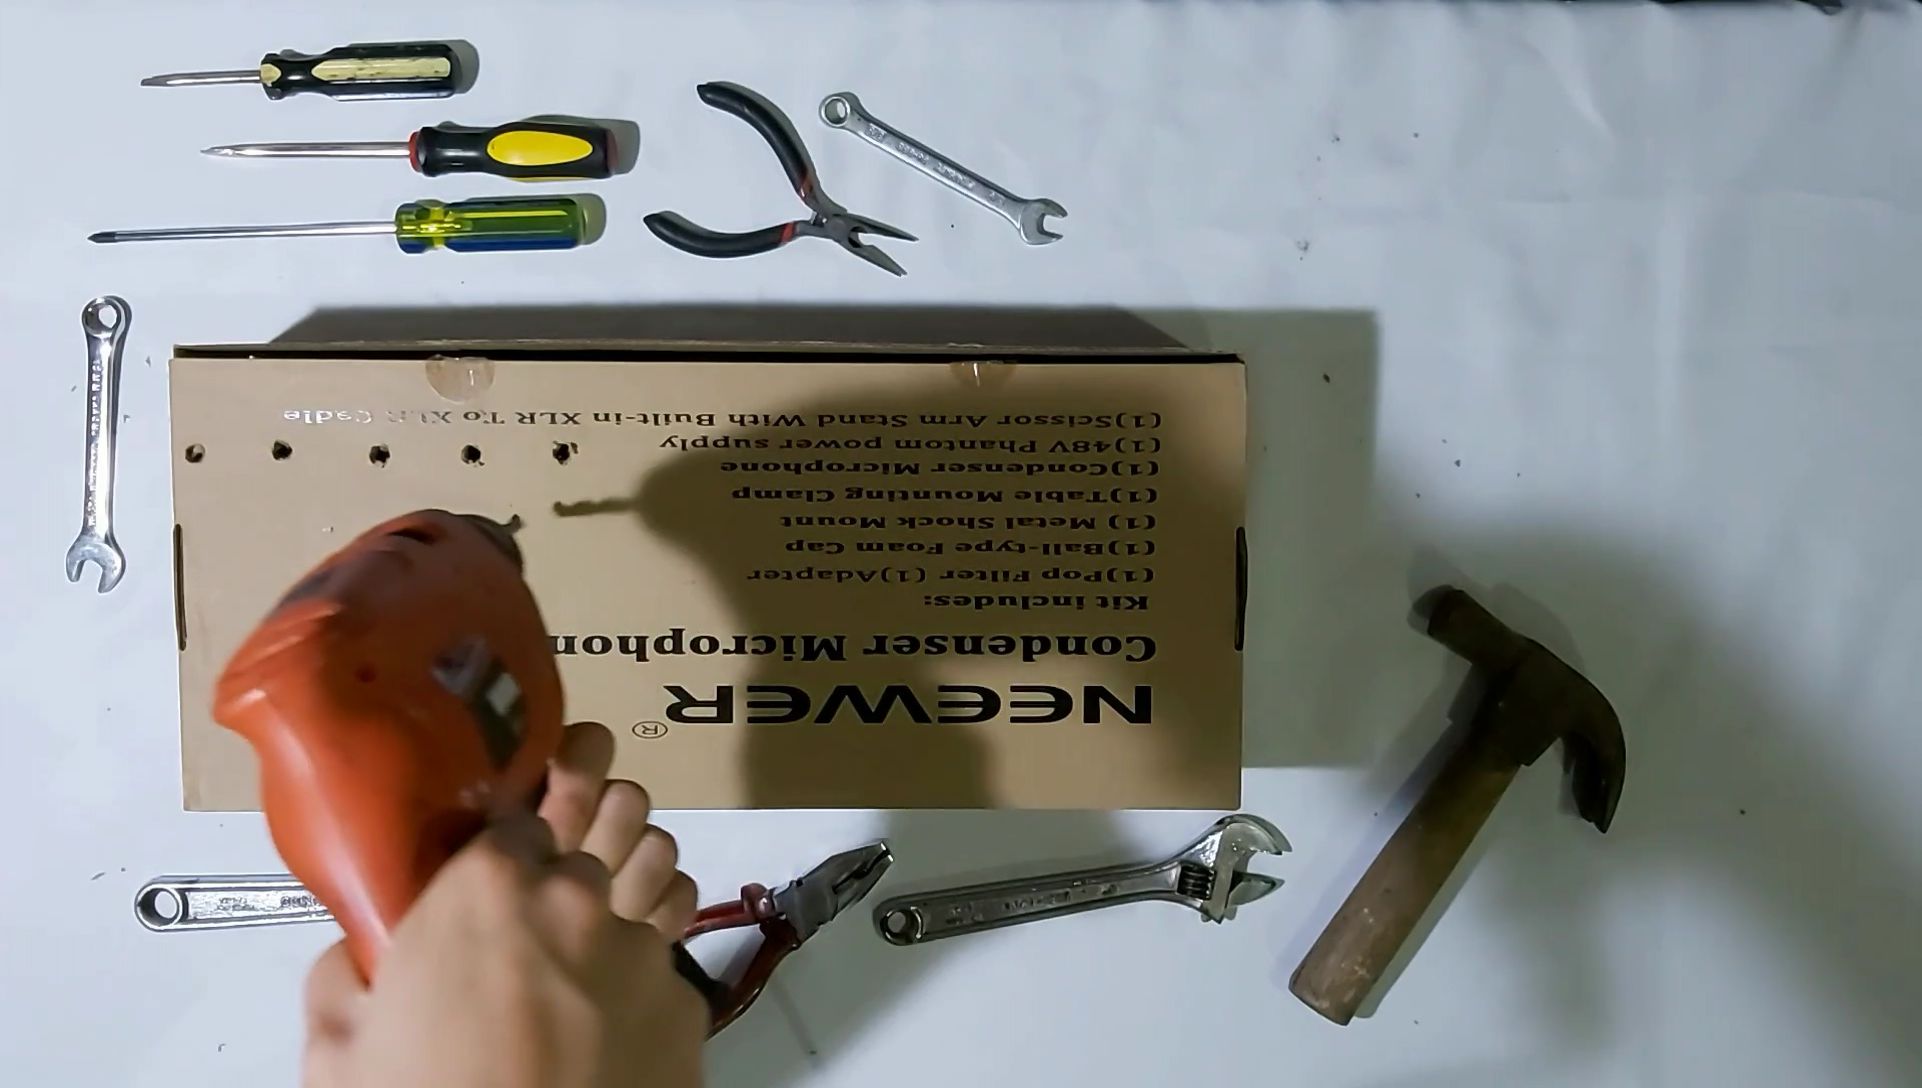 NEEWER®
Condenser Microphon
Kit includes:
(1)Pop Filter (1)Adapter
(1)Ball-type Foam Cap
(1) Metal Shock Mount
(1)Table Mounting Clamp
(1)Condenser Microphone
(1)48V Phantom power supply
(1)Scissor Arm Stand With Built-in XLR To XLR Cable